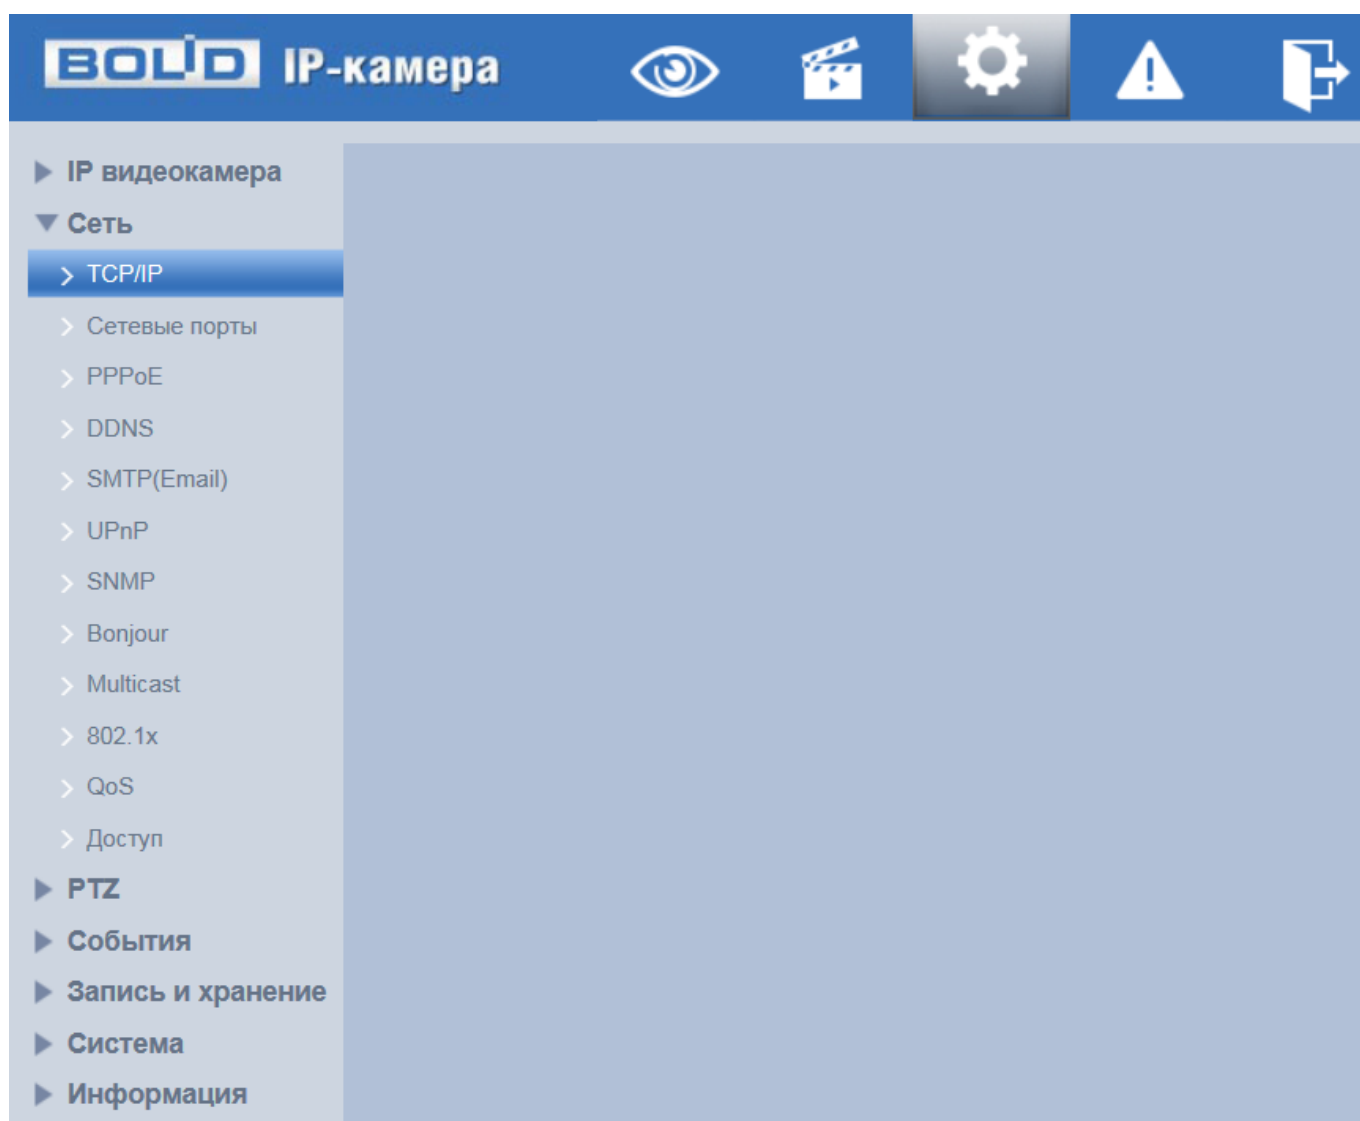 BOLID IP-камера
IP видеокамера
Сеть
TCP/IP
Сетевые порты
PPPoE
DDNS
SMTP(Email)
UPnP
SNMP
Bonjour
Multicast
802.1x
QoS
Доступ
PTZ
События
Запись и хранение
Система
Информация